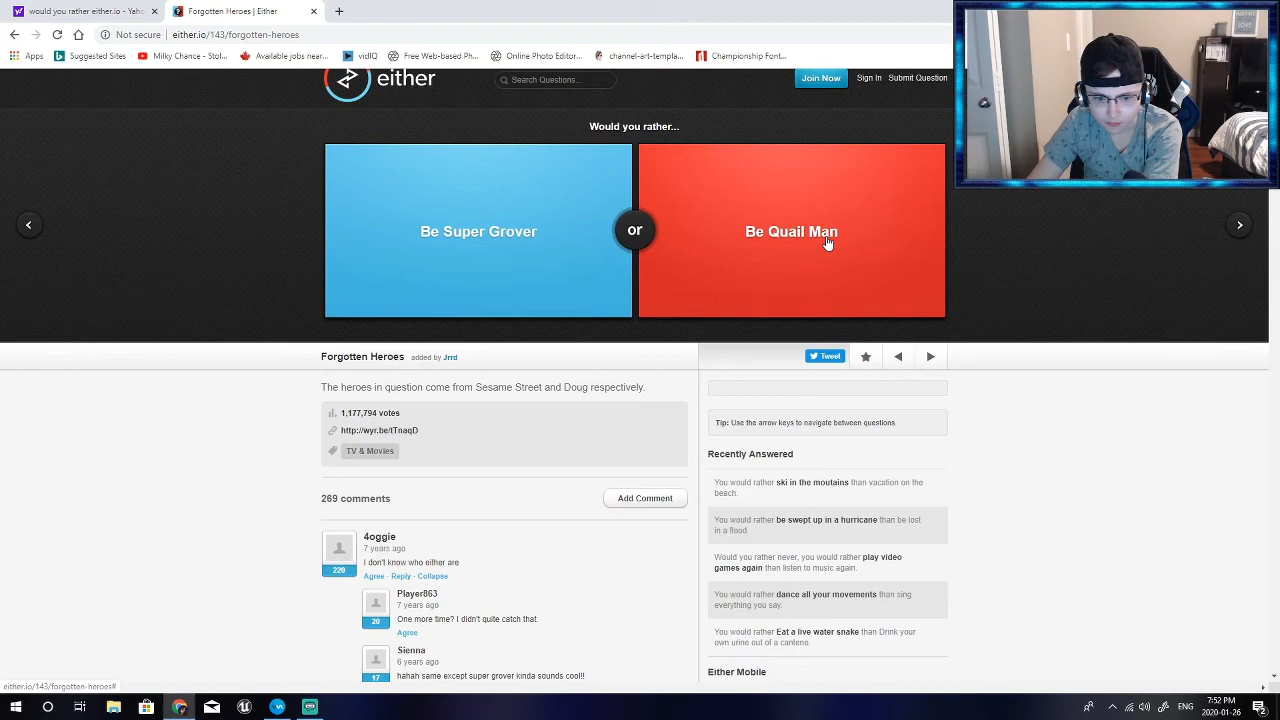 would you rather either.io - Yah
Forgotten Heroes | Either
Not secure | either.io/143/forgotten-heroes
Apps
Suggested Sites
Milky Chance - Stol...
Available jobs near...
vidIQ
Free Web-based Ph...
Online Photo Editor...
channel-art-templa...
Championship Font...
either
Search Questions...
Join Now
Sign In
Submit Question
Would you rather...
Be Super Grover
or
Be Quail Man
Forgotten Heroes added by Jrrd
Tweet
The heroes in question come from Sesame Street and Doug respectively.
1,177,794 votes
http://wyr.be/tTnaqD
TV & Movies
269 comments
Add Comment
4oggie
7 years ago
220
I don't know who either are
Agree · Reply · Collapse
Player863
7 years ago
20
One more time? I didn't quite catch that.
Agree
Sienna
6 years ago
17
hahah same except super grover kinda sounds cool!!
Tip: Use the arrow keys to navigate between questions.
Recently Answered
You would rather ski in the moutains than vacation on the
beach.
You would rather be swept up in a hurricane than be lost
in a flood.
Would you rather never, you would rather play video
games again than listen to music again.
You would rather dance all your movements than sing
everything you say.
You would rather Eat a live water snake than Drink your
own urine out of a cantene.
Either Mobile
either.io/143/forgotten-heroes#
ENG
7:52 PM
2020-01-26
2